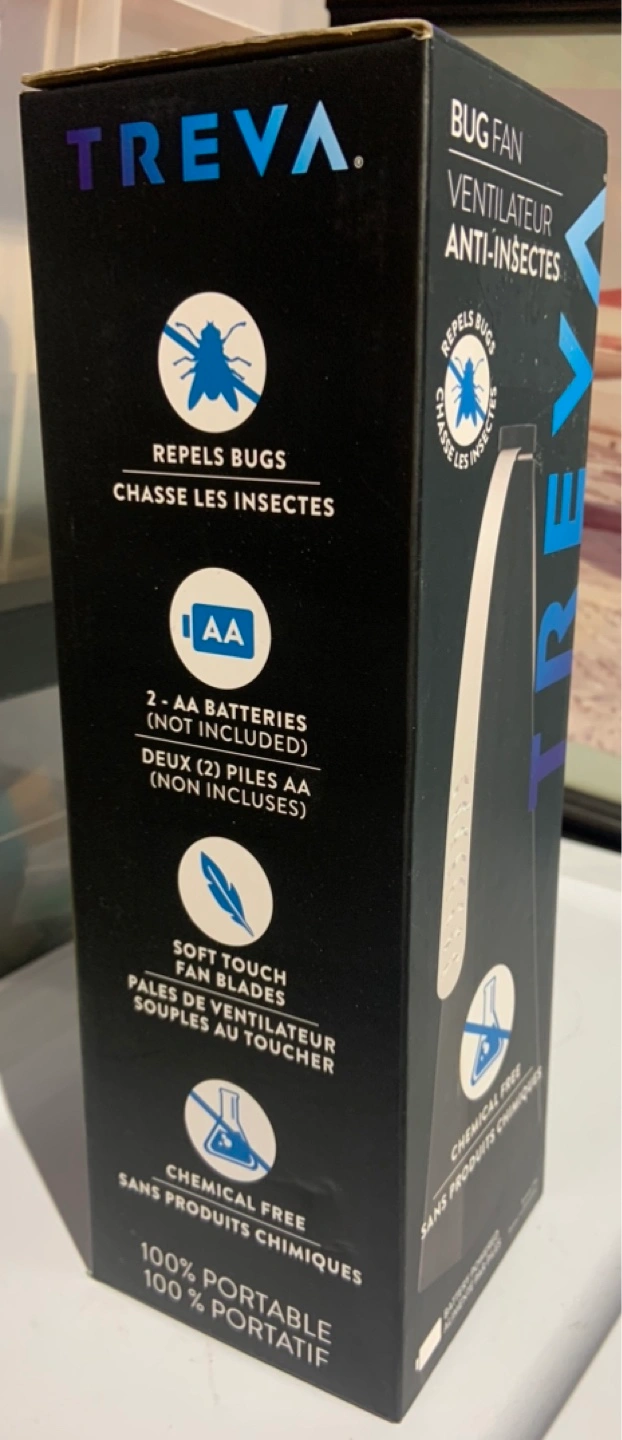 TREVA®
REPELS BUGS
CHASSE LES INSECTES
AA
2 - AA BATTERIES
(NOT INCLUDED)
DEUX (2) PILES AA
(NON INCLUSES)
SOFT TOUCH
FAN BLADES
PALES DE VENTILATEUR
SOUPLES AU TOUCHER
CHEMICAL FREE
SANS PRODUITS CHIMIQUES
100% PORTABLE
100 % PORTATIF
BUG FAN
VENTILATEUR
ANTI-INSECTES
REPELS BUGS
CHASSE LES INSECTES
TREVA
CHEMICAL FREE
SANS PRODUITS CHIMIQUES